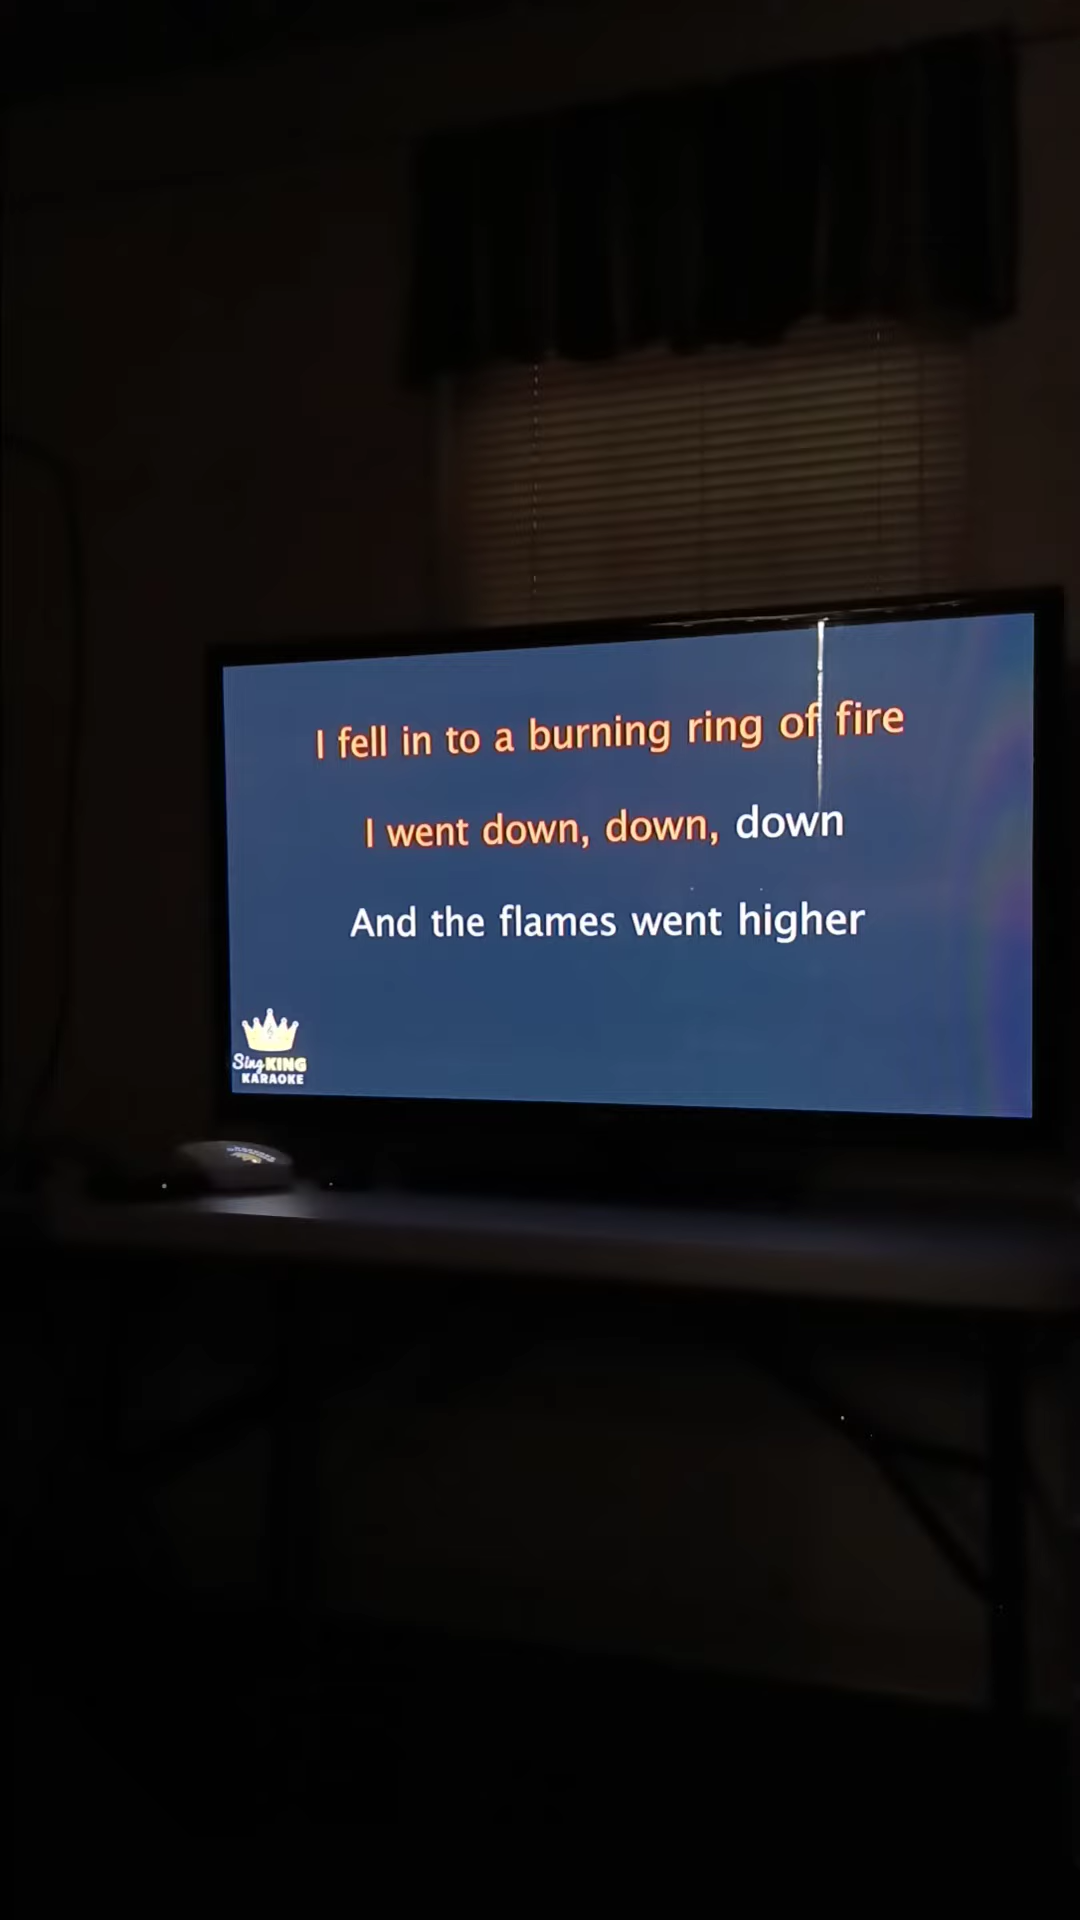 I fell in to a burning ring of fire
I went down, down, down
And the flames went higher
Sing KING
KARAOKE